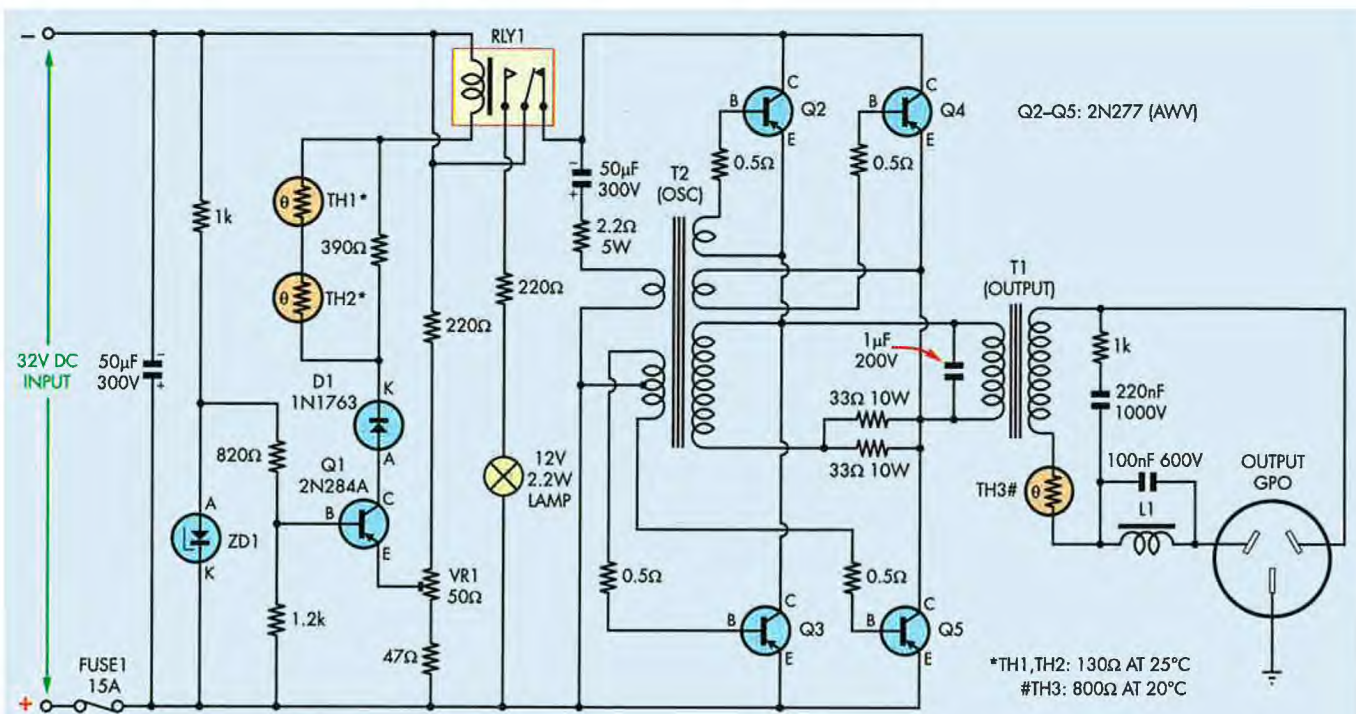 −
RLY1
C
B
Q2
E
C
B
Q4
E
Q2–Q5: 2N277 (AWV)
0.5Ω
0.5Ω
50µF
300V
−
+
T2
(OSC)
2.2Ω
5W
1k
θ
TH1*
390Ω
θ
TH2*
220Ω
220Ω
T1
(OUTPUT)
1µF
200V
1k
32V DC
INPUT
50µF
300V
−
+
D1
1N1763
K
A
33Ω 10W
33Ω 10W
220nF
1000V
820Ω
Q1
2N284A
C
B
E
12V
2.2W
LAMP
100nF 600V
OUTPUT
GPO
TH3#
θ
L1
A
ZD1
K
VR1
50Ω
0.5Ω
0.5Ω
1.2k
47Ω
C
B
Q3
E
C
B
Q5
E
FUSE1
15A
+
*TH1,TH2: 130Ω AT 25°C
#TH3: 800Ω AT 20°C